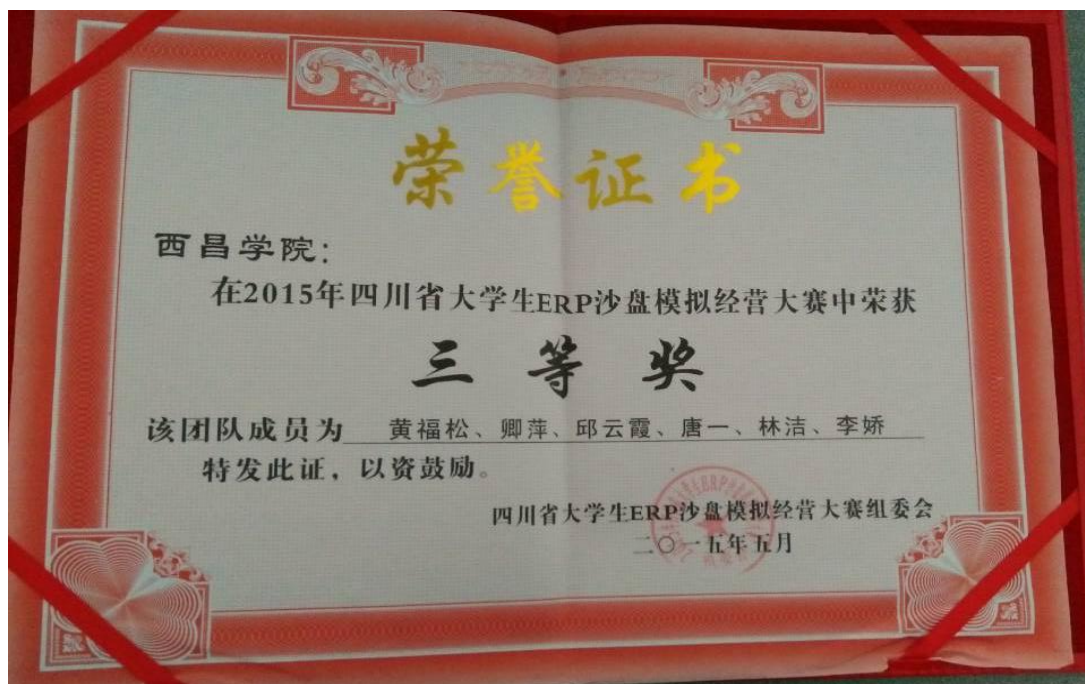 荣誉证书
西昌学院:
在2015年四川省大学生ERP沙盘模拟经营大赛中荣获
三等奖
该团队成员为 黄福松、卿萍、邱云霞、唐一、林洁、李娇
特发此证，以资鼓励。
四川省大学生ERP沙盘模拟经营大赛组委会
二〇一五年五月